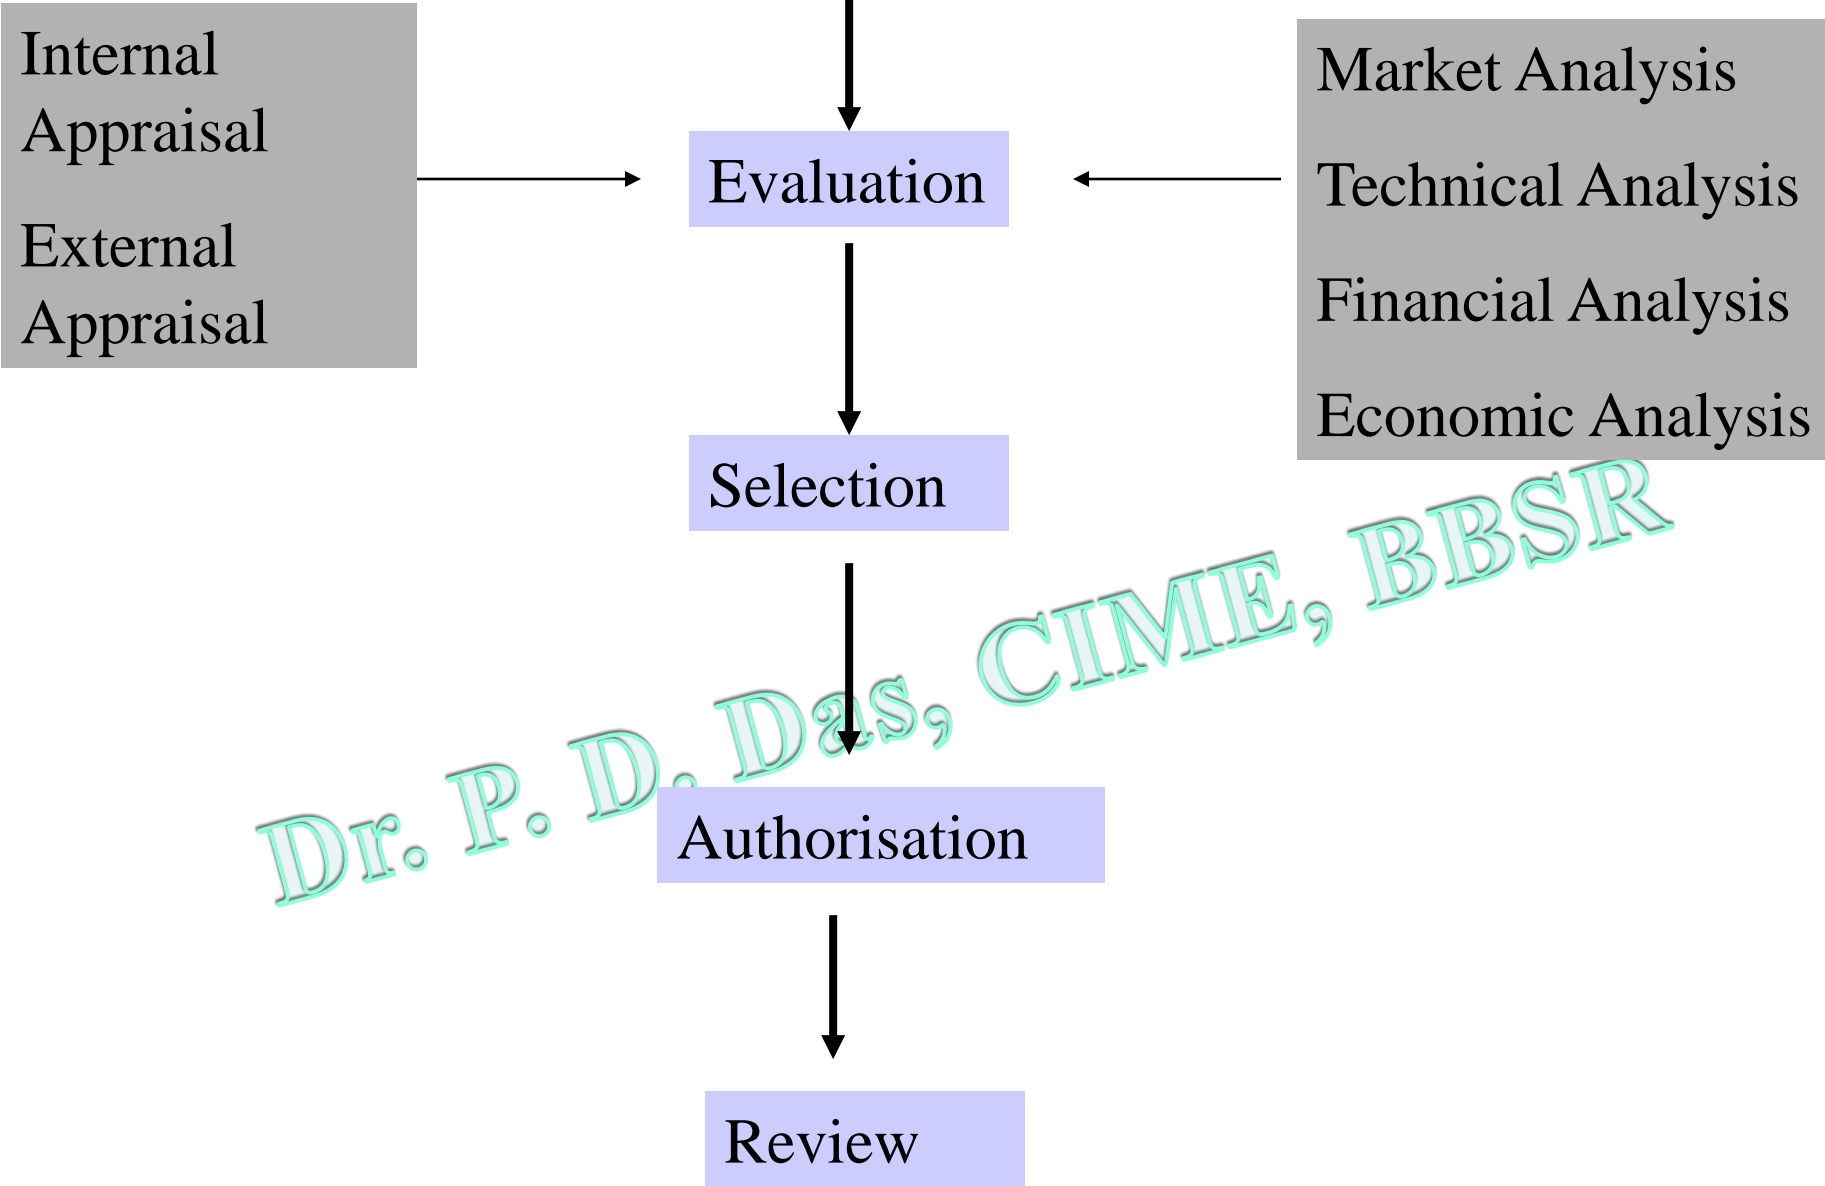 Internal
Appraisal
External
Appraisal
Evaluation
Market Analysis
Technical Analysis
Financial Analysis
Economic Analysis
Selection
Dr. P. D. Das, CIME, BBSR
Authorisation
Review